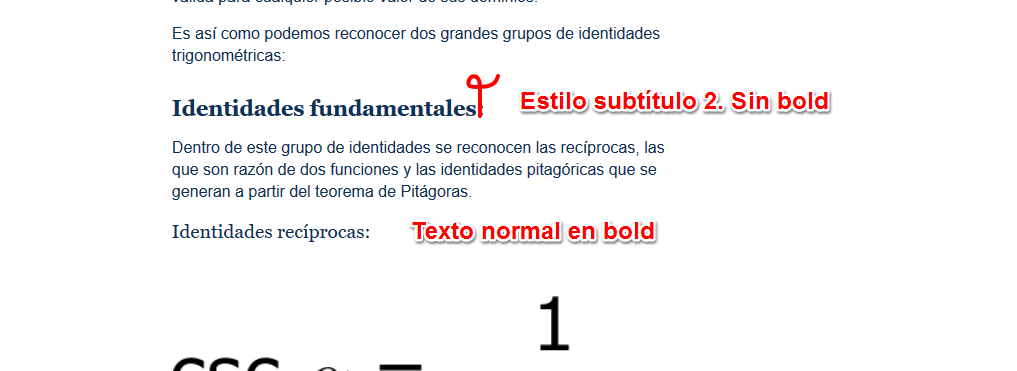 válida para cualquier posible valor de sus dominios.
Es así como podemos reconocer dos grandes grupos de identidades
trigonométricas:
Identidades fundamentales: Estilo subtítulo 2. Sin bold
Dentro de este grupo de identidades se reconocen las recíprocas, las
que son razón de dos funciones y las identidades pitagóricas que se
generan a partir del teorema de Pitágoras.
Identidades recíprocas: Texto normal en bold
1
csc α =